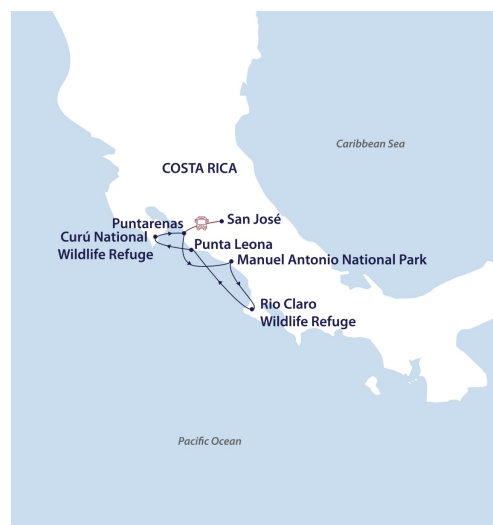 Caribbean Sea
COSTA RICA
San José
Puntarenas
Curú National
Wildlife Refuge
Punta Leona
Manuel Antonio National Park
Rio Claro
Wildlife Refuge
Pacific Ocean